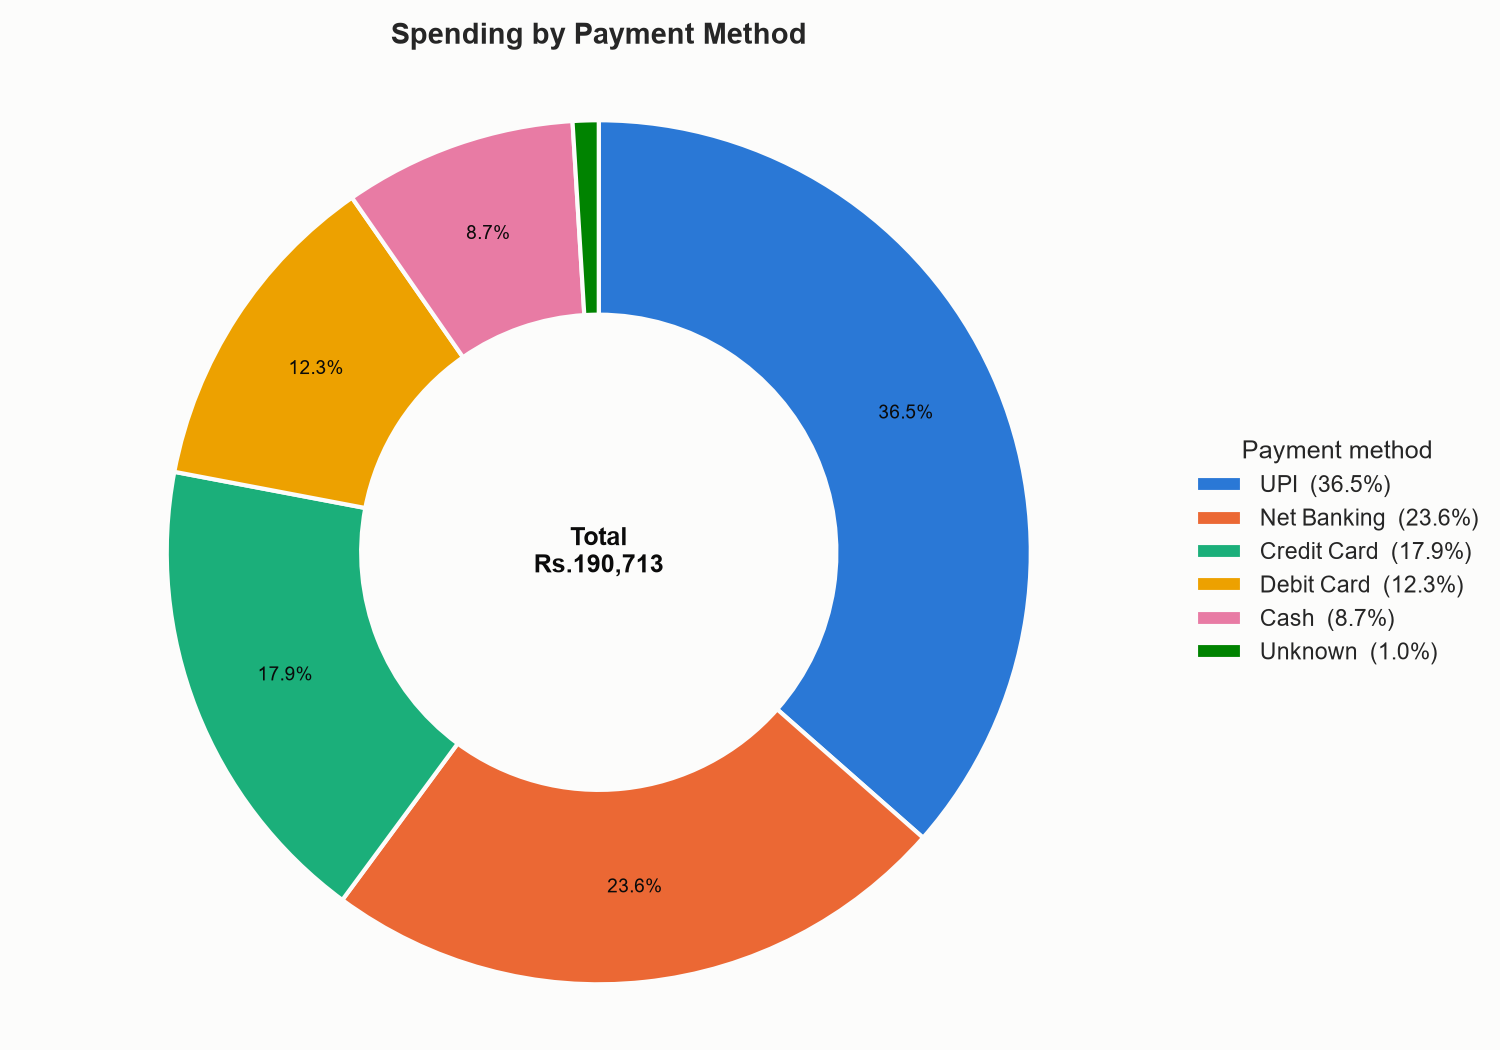 Spending by Payment Method
8.7%
12.3%
36.5%
Total
Rs.190,713
17.9%
23.6%
Payment method
UPI  (36.5%)
Net Banking  (23.6%)
Credit Card  (17.9%)
Debit Card  (12.3%)
Cash  (8.7%)
Unknown  (1.0%)